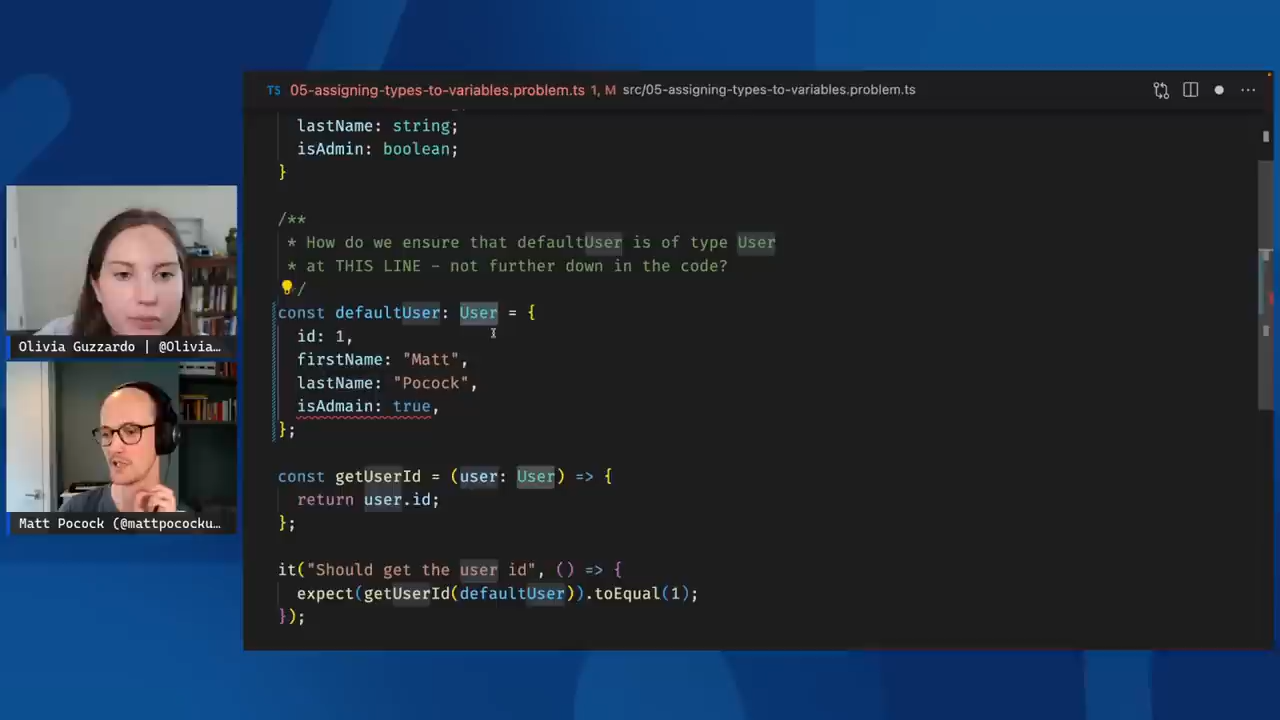 TS 05-assigning-types-to-variables.problem.ts 1, M src/05-assigning-types-to-variables.problem.ts
lastName: string;
isAdmin: boolean;
}
/**
* How do we ensure that defaultUser is of type User
* at THIS LINE - not further down in the code?
*/
const defaultUser: User = {
id: 1,
firstName: "Matt",
lastName: "Pocock",
isAdmain: true,
};
const getUserId = (user: User) => {
return user.id;
};
it("Should get the user id", () => {
expect(getUserId(defaultUser)).toEqual(1);
});
Olivia Guzzardo | @Olivia…
Matt Pocock (@mattpococku…